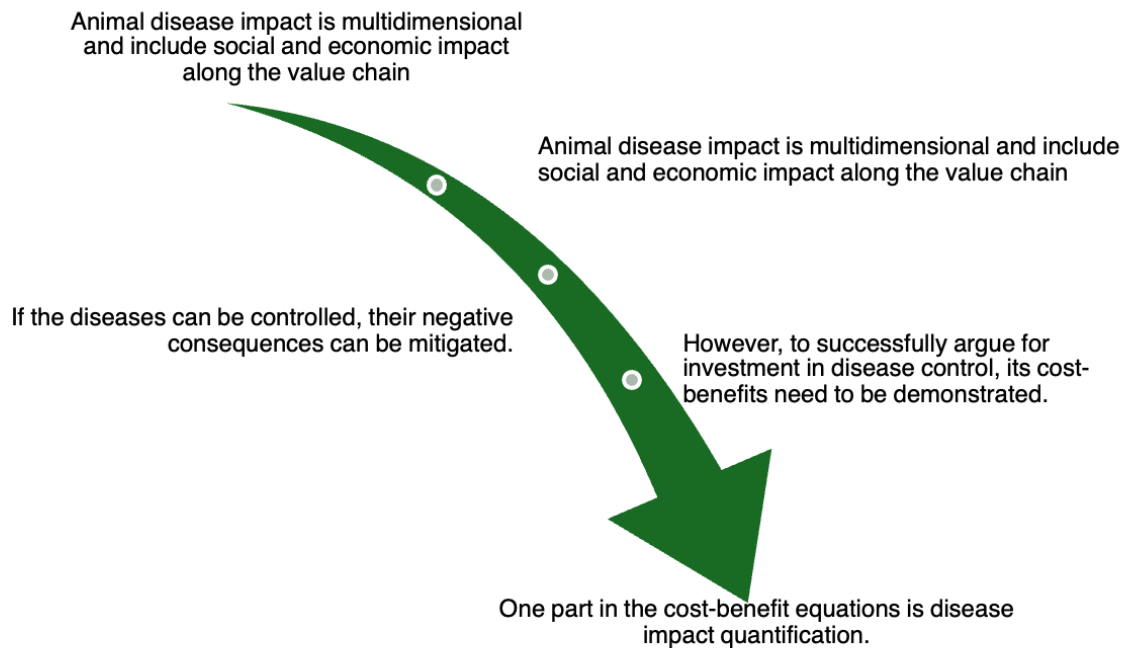 Animal disease impact is multidimensional
and include social and economic impact
along the value chain
Animal disease impact is multidimensional and include
social and economic impact along the value chain
If the diseases can be controlled, their negative
consequences can be mitigated.
However, to successfully argue for
investment in disease control, its cost-
benefits need to be demonstrated.
One part in the cost-benefit equations is disease
impact quantification.